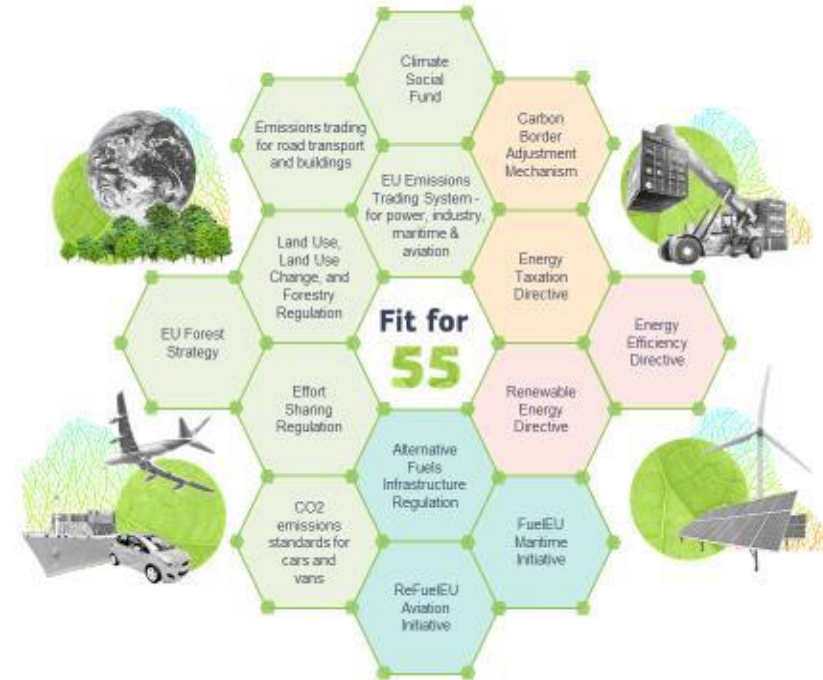 Climate
Social
Fund
Emissions trading
for road transport
and buildings
Carbon
Border
Adjustment
Mechanism
EU Emissions
Trading System -
for power, industry,
maritime &
aviation
Land Use,
Land Use
Change, and
Forestry
Regulation
Energy
Taxation
Directive
EU Forest
Strategy
Fit for
55
Energy
Efficiency
Directive
Effort
Sharing
Regulation
Renewable
Energy
Directive
Alternative
Fuels
Infrastructure
Regulation
CO2
emissions
standards for
cars and
vans
FuelEU
Maritime
Initiative
ReFuelEU
Aviation
Initiative